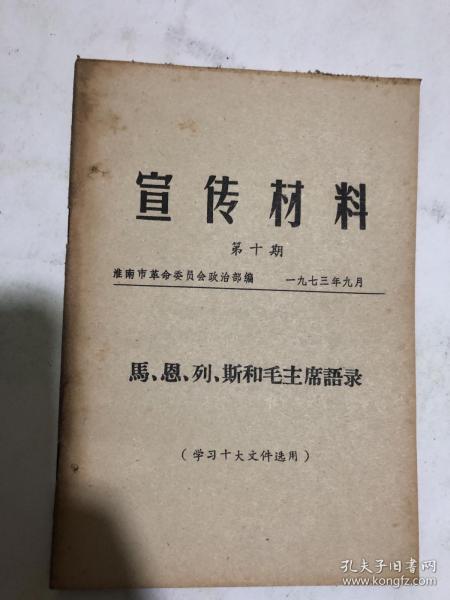 宣传材料
第十期
淮南市革命委员会政治部编 一九七三年九月
馬、恩、列、斯和毛主席語录
(学习十大文件选用)
孔夫子旧书网
www.kongfz.com